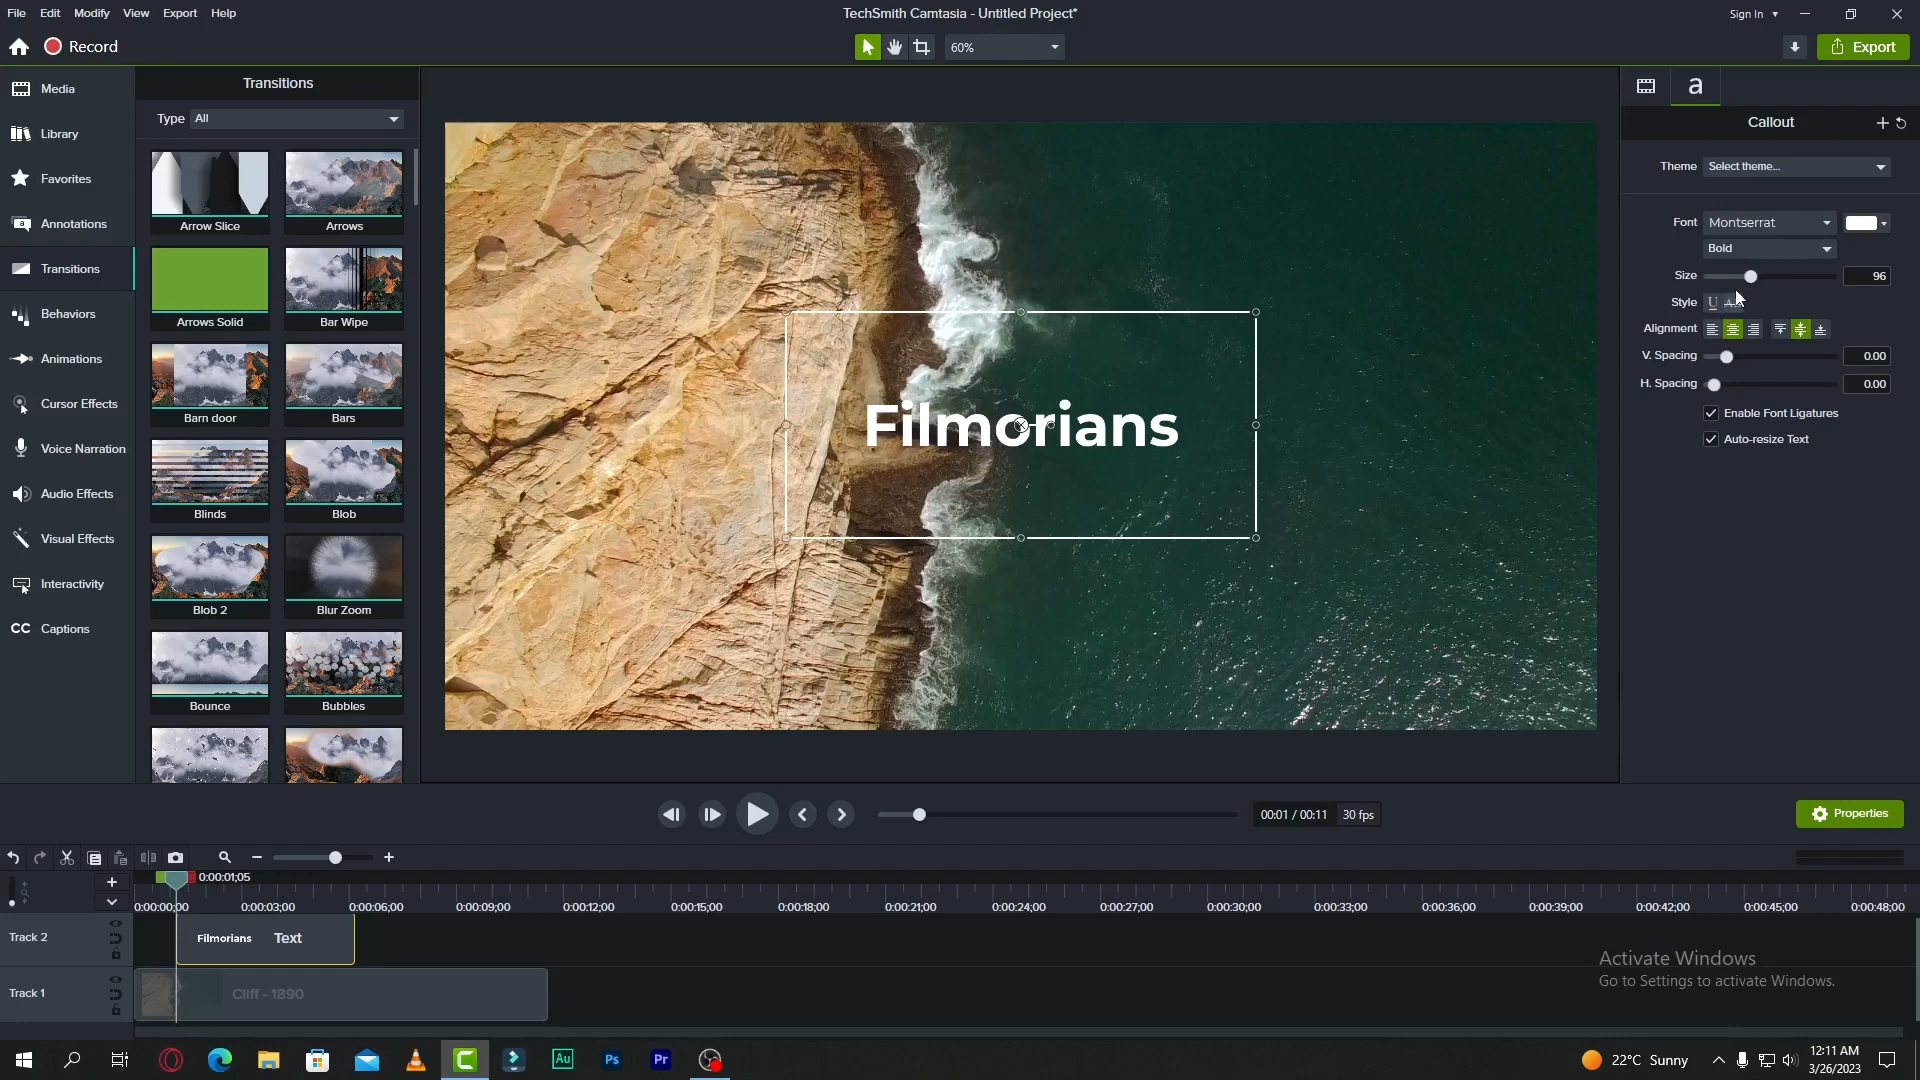 File Edit Modify View Export Help
TechSmith Camtasia - Untitled Project*
Sign In
Record
60%
Export
Media
Library
Favorites
Annotations
Transitions
Behaviors
Animations
Cursor Effects
Voice Narration
Audio Effects
Visual Effects
Interactivity
CC Captions
Transitions
Type All
Arrow Slice Arrows
Arrows Solid Bar Wipe
Barn door Bars
Blinds Blob
Blob 2 Blur Zoom
Bounce Bubbles
Filmorians
a
Callout
Theme Select theme...
Font Montserrat
Bold
Size 96
Style U
Alignment
V. Spacing 0.00
H. Spacing 0.00
Enable Font Ligatures
Auto-resize Text
00:01 / 00:11 30 fps
Properties
0:00:01;05
0:00:00;00 0:00:03;00 0:00:06;00 0:00:09;00 0:00:12;00 0:00:15;00 0:00:18;00 0:00:21;00 0:00:24;00 0:00:27;00 0:00:30;00 0:00:33;00 0:00:36;00 0:00:39;00 0:00:42;00 0:00:45;00 0:00:48;00
Track 2
Filmorians Text
Track 1
Cliff - 1890
Activate Windows
Go to Settings to activate Windows.
Au Ps Pr
22°C Sunny
12:11 AM
3/26/2023